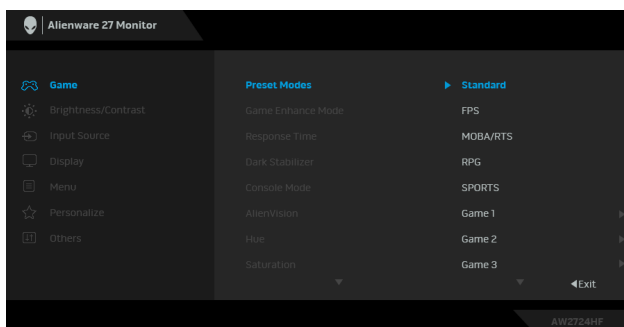 Alienware 27 Monitor
Game Preset Modes Standard
Brightness/Contrast Game Enhance Mode FPS
Input Source Response Time MOBA/RTS
Display Dark Stabilizer RPG
Menu Console Mode SPORTS
Personalize AlienVision Game 1
Others Hue Game 2
Saturation Game 3
Exit
AW2724HF